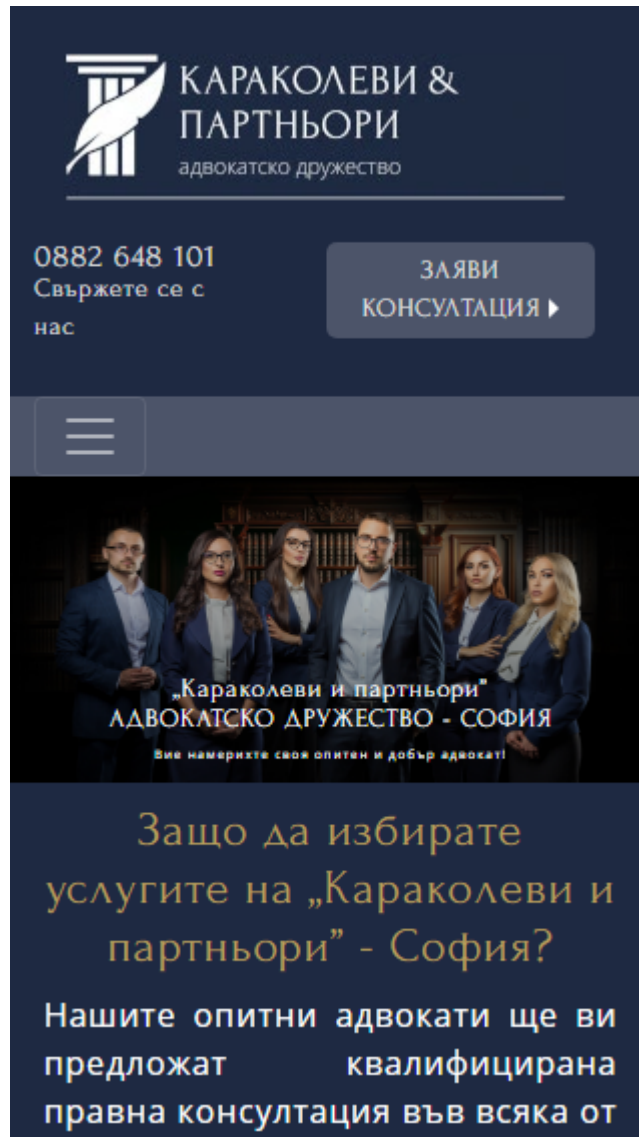 КАРАКОЛЕВИ &
ПАРТНЬОРИ
адвокатско дружество
0882 648 101
Свържете се с
нас
ЗАЯВИ
КОНСУЛТАЦИЯ
„Караколеви и партньори”
АДВОКАТСКО ДРУЖЕСТВО - СОФИЯ
Вие намерихте своя опитен и добър адвокат!
Защо да избирате
услугите на „Караколеви и
партньори” - София?
Нашите опитни адвокати ще ви
предложат квалифицирана
правна консултация във всяка от